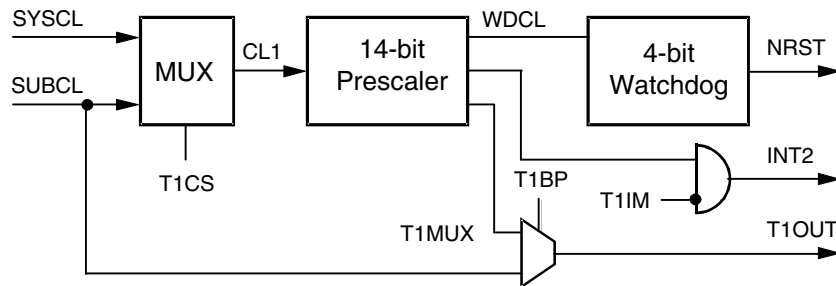 SYSCL
SUBCL
MUX
T1CS
CL1
14-bit
Prescaler
WDCL
4-bit
Watchdog
NRST
INT2
T1BP
T1IM
T1MUX
T1OUT